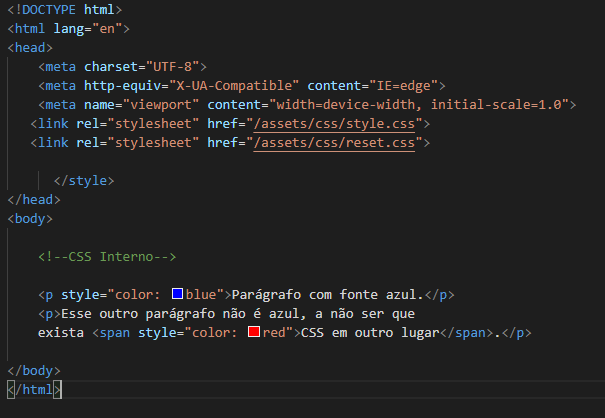 <!DOCTYPE html>
<html lang="en">
<head>
<meta charset="UTF-8">
<meta http-equiv="X-UA-Compatible" content="IE=edge">
<meta name="viewport" content="width=device-width, initial-scale=1.0">
<link rel="stylesheet" href="/assets/css/style.css">
<link rel="stylesheet" href="/assets/css/reset.css">
</style>
</head>
<body>
<!--CSS Interno-->
<p style="color: blue">Parágrafo com fonte azul.</p>
<p>Esse outro parágrafo não é azul, a não ser que
exista <span style="color: red">CSS em outro lugar</span>.</p>
</body>
</html>